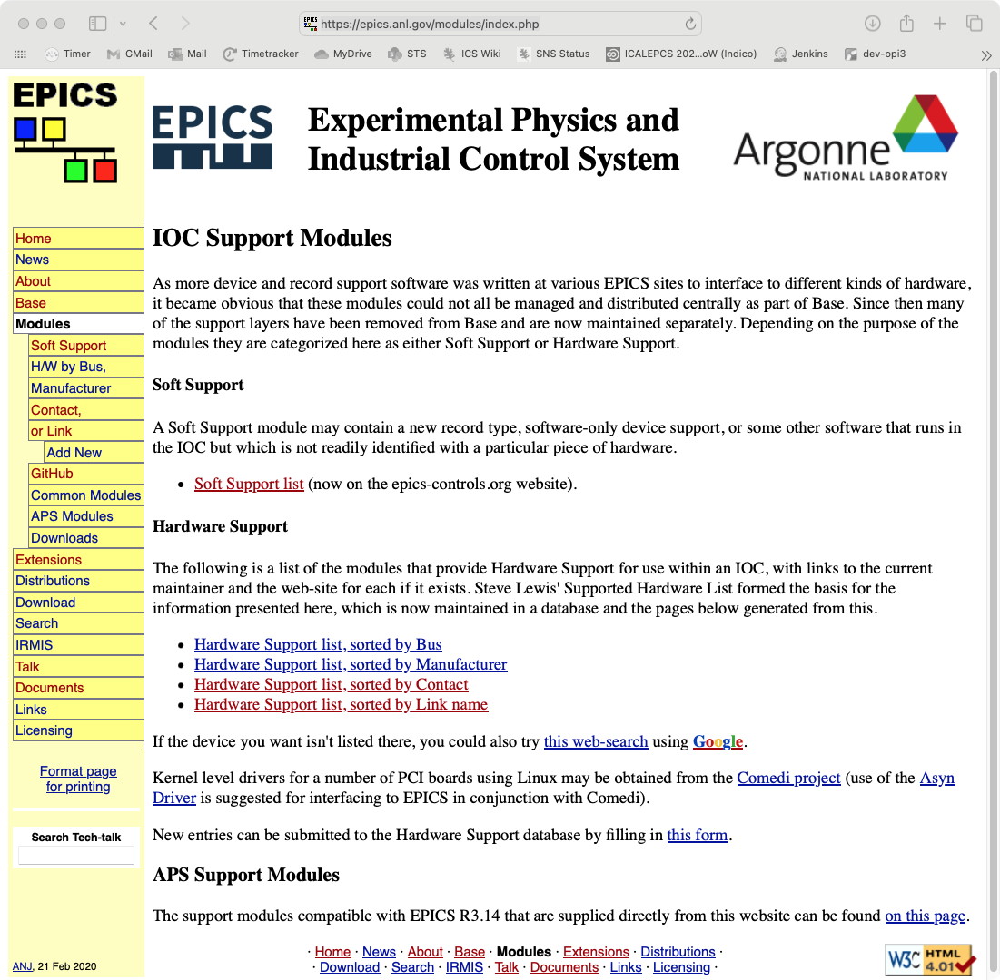 EPICS
https://epics.anl.gov/modules/index.php
Timer
GMail
Mail
Timetracker
MyDrive
STS
ICS Wiki
SNS Status
ICALEPCS 202...oW (Indico)
Jenkins
dev-opi3
EPICS
EPICS
Experimental Physics and
Industrial Control System
Argonne
NATIONAL LABORATORY
Home
News
About
Base
Modules
Soft Support
H/W by Bus,
Manufacturer
Contact,
or Link
Add New
GitHub
Common Modules
APS Modules
Downloads
Extensions
Distributions
Download
Search
IRMIS
Talk
Documents
Links
Licensing
Format page
for printing
Search Tech-talk
ANJ, 21 Feb 2020
IOC Support Modules
As more device and record support software was written at various EPICS sites to interface to different kinds of hardware,
it became obvious that these modules could not all be managed and distributed centrally as part of Base. Since then many
of the support layers have been removed from Base and are now maintained separately. Depending on the purpose of the
modules they are categorized here as either Soft Support or Hardware Support.
Soft Support
A Soft Support module may contain a new record type, software-only device support, or some other software that runs in
the IOC but which is not readily identified with a particular piece of hardware.
• Soft Support list (now on the epics-controls.org website).
Hardware Support
The following is a list of the modules that provide Hardware Support for use within an IOC, with links to the current
maintainer and the web-site for each if it exists. Steve Lewis' Supported Hardware List formed the basis for the
information presented here, which is now maintained in a database and the pages below generated from this.
• Hardware Support list, sorted by Bus
• Hardware Support list, sorted by Manufacturer
• Hardware Support list, sorted by Contact
• Hardware Support list, sorted by Link name
If the device you want isn't listed there, you could also try this web-search using Google.
Kernel level drivers for a number of PCI boards using Linux may be obtained from the Comedi project (use of the Asyn
Driver is suggested for interfacing to EPICS in conjunction with Comedi).
New entries can be submitted to the Hardware Support database by filling in this form.
APS Support Modules
The support modules compatible with EPICS R3.14 that are supplied directly from this website can be found on this page.
· Home · News · About · Base · Modules · Extensions · Distributions ·
· Download · Search · IRMIS · Talk · Documents · Links · Licensing ·
W3C HTML
4.01